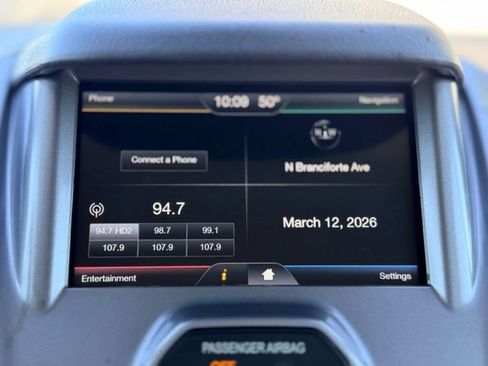 Phone 10:09 50° Navigation
Connect a Phone
N Branciforte Ave
94.7
94.7 HD2 98.7 99.1
107.9 107.9 107.9
March 12, 2026
Entertainment i Settings
PASSENGER AIRBAG
OFF